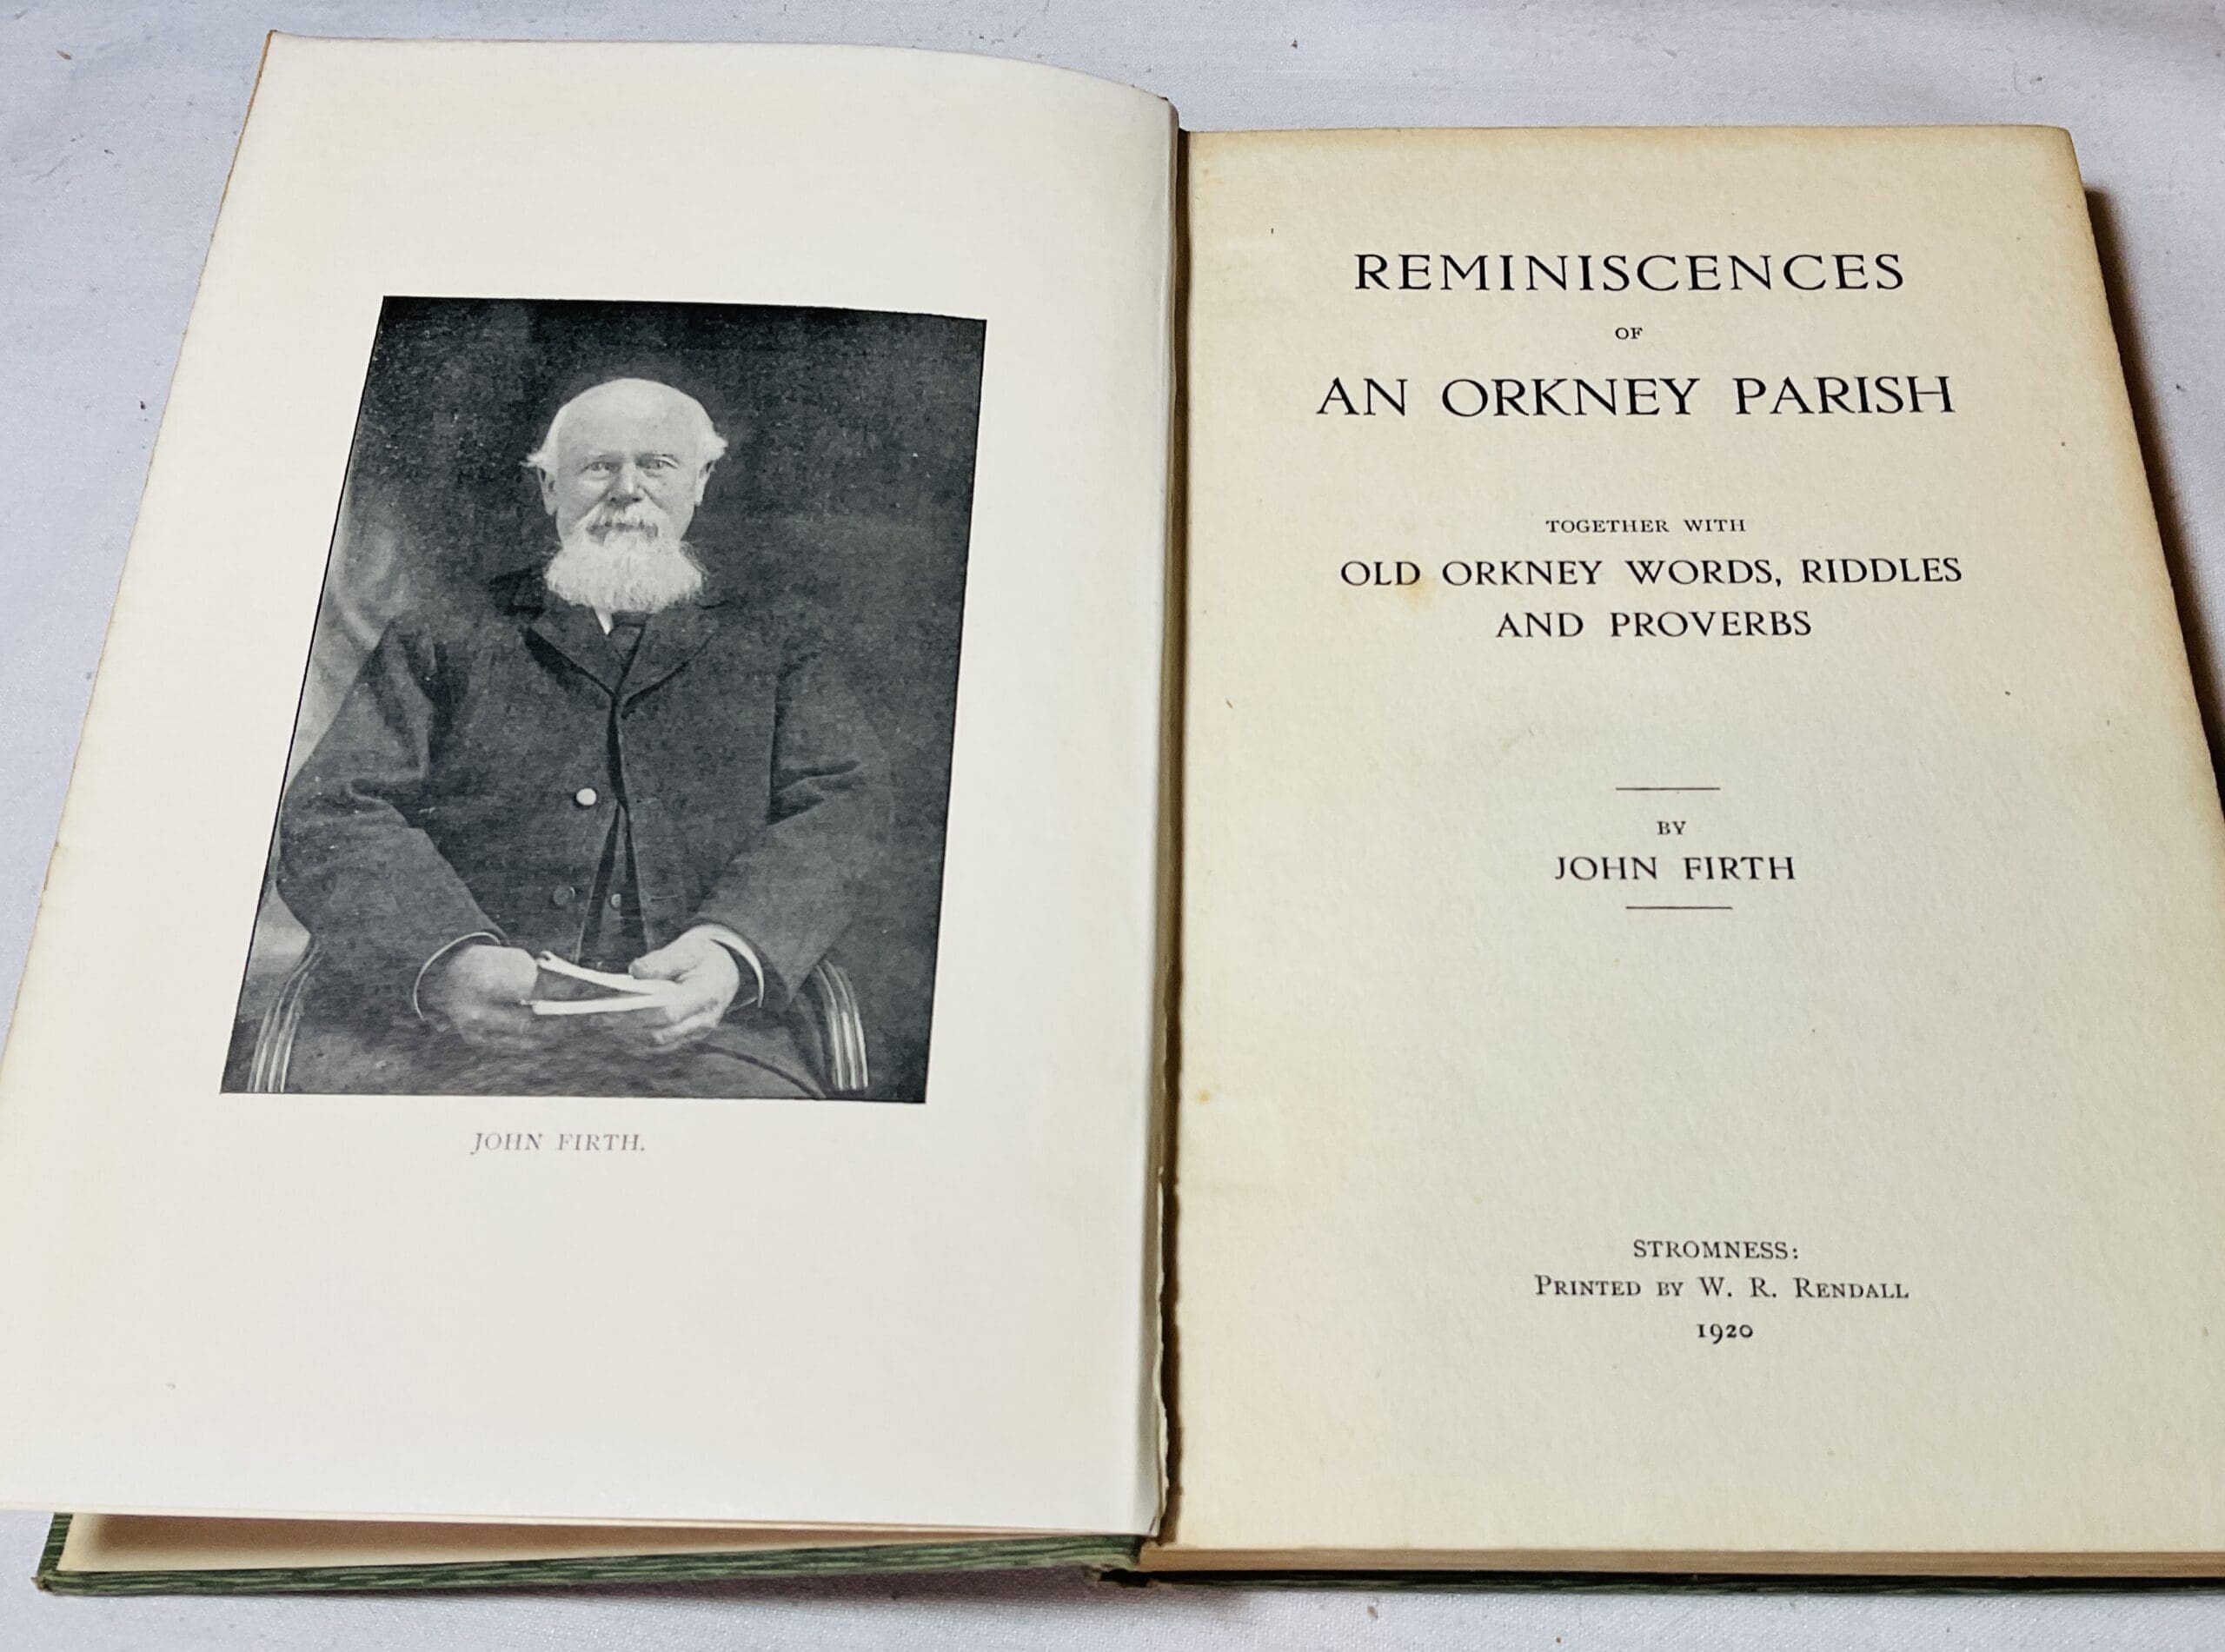 JOHN FIRTH.
REMINISCENCES
OF
AN ORKNEY PARISH
TOGETHER WITH
OLD ORKNEY WORDS, RIDDLES
AND PROVERBS
BY
JOHN FIRTH
STROMNESS:
PRINTED BY W. R. RENDALL
1920